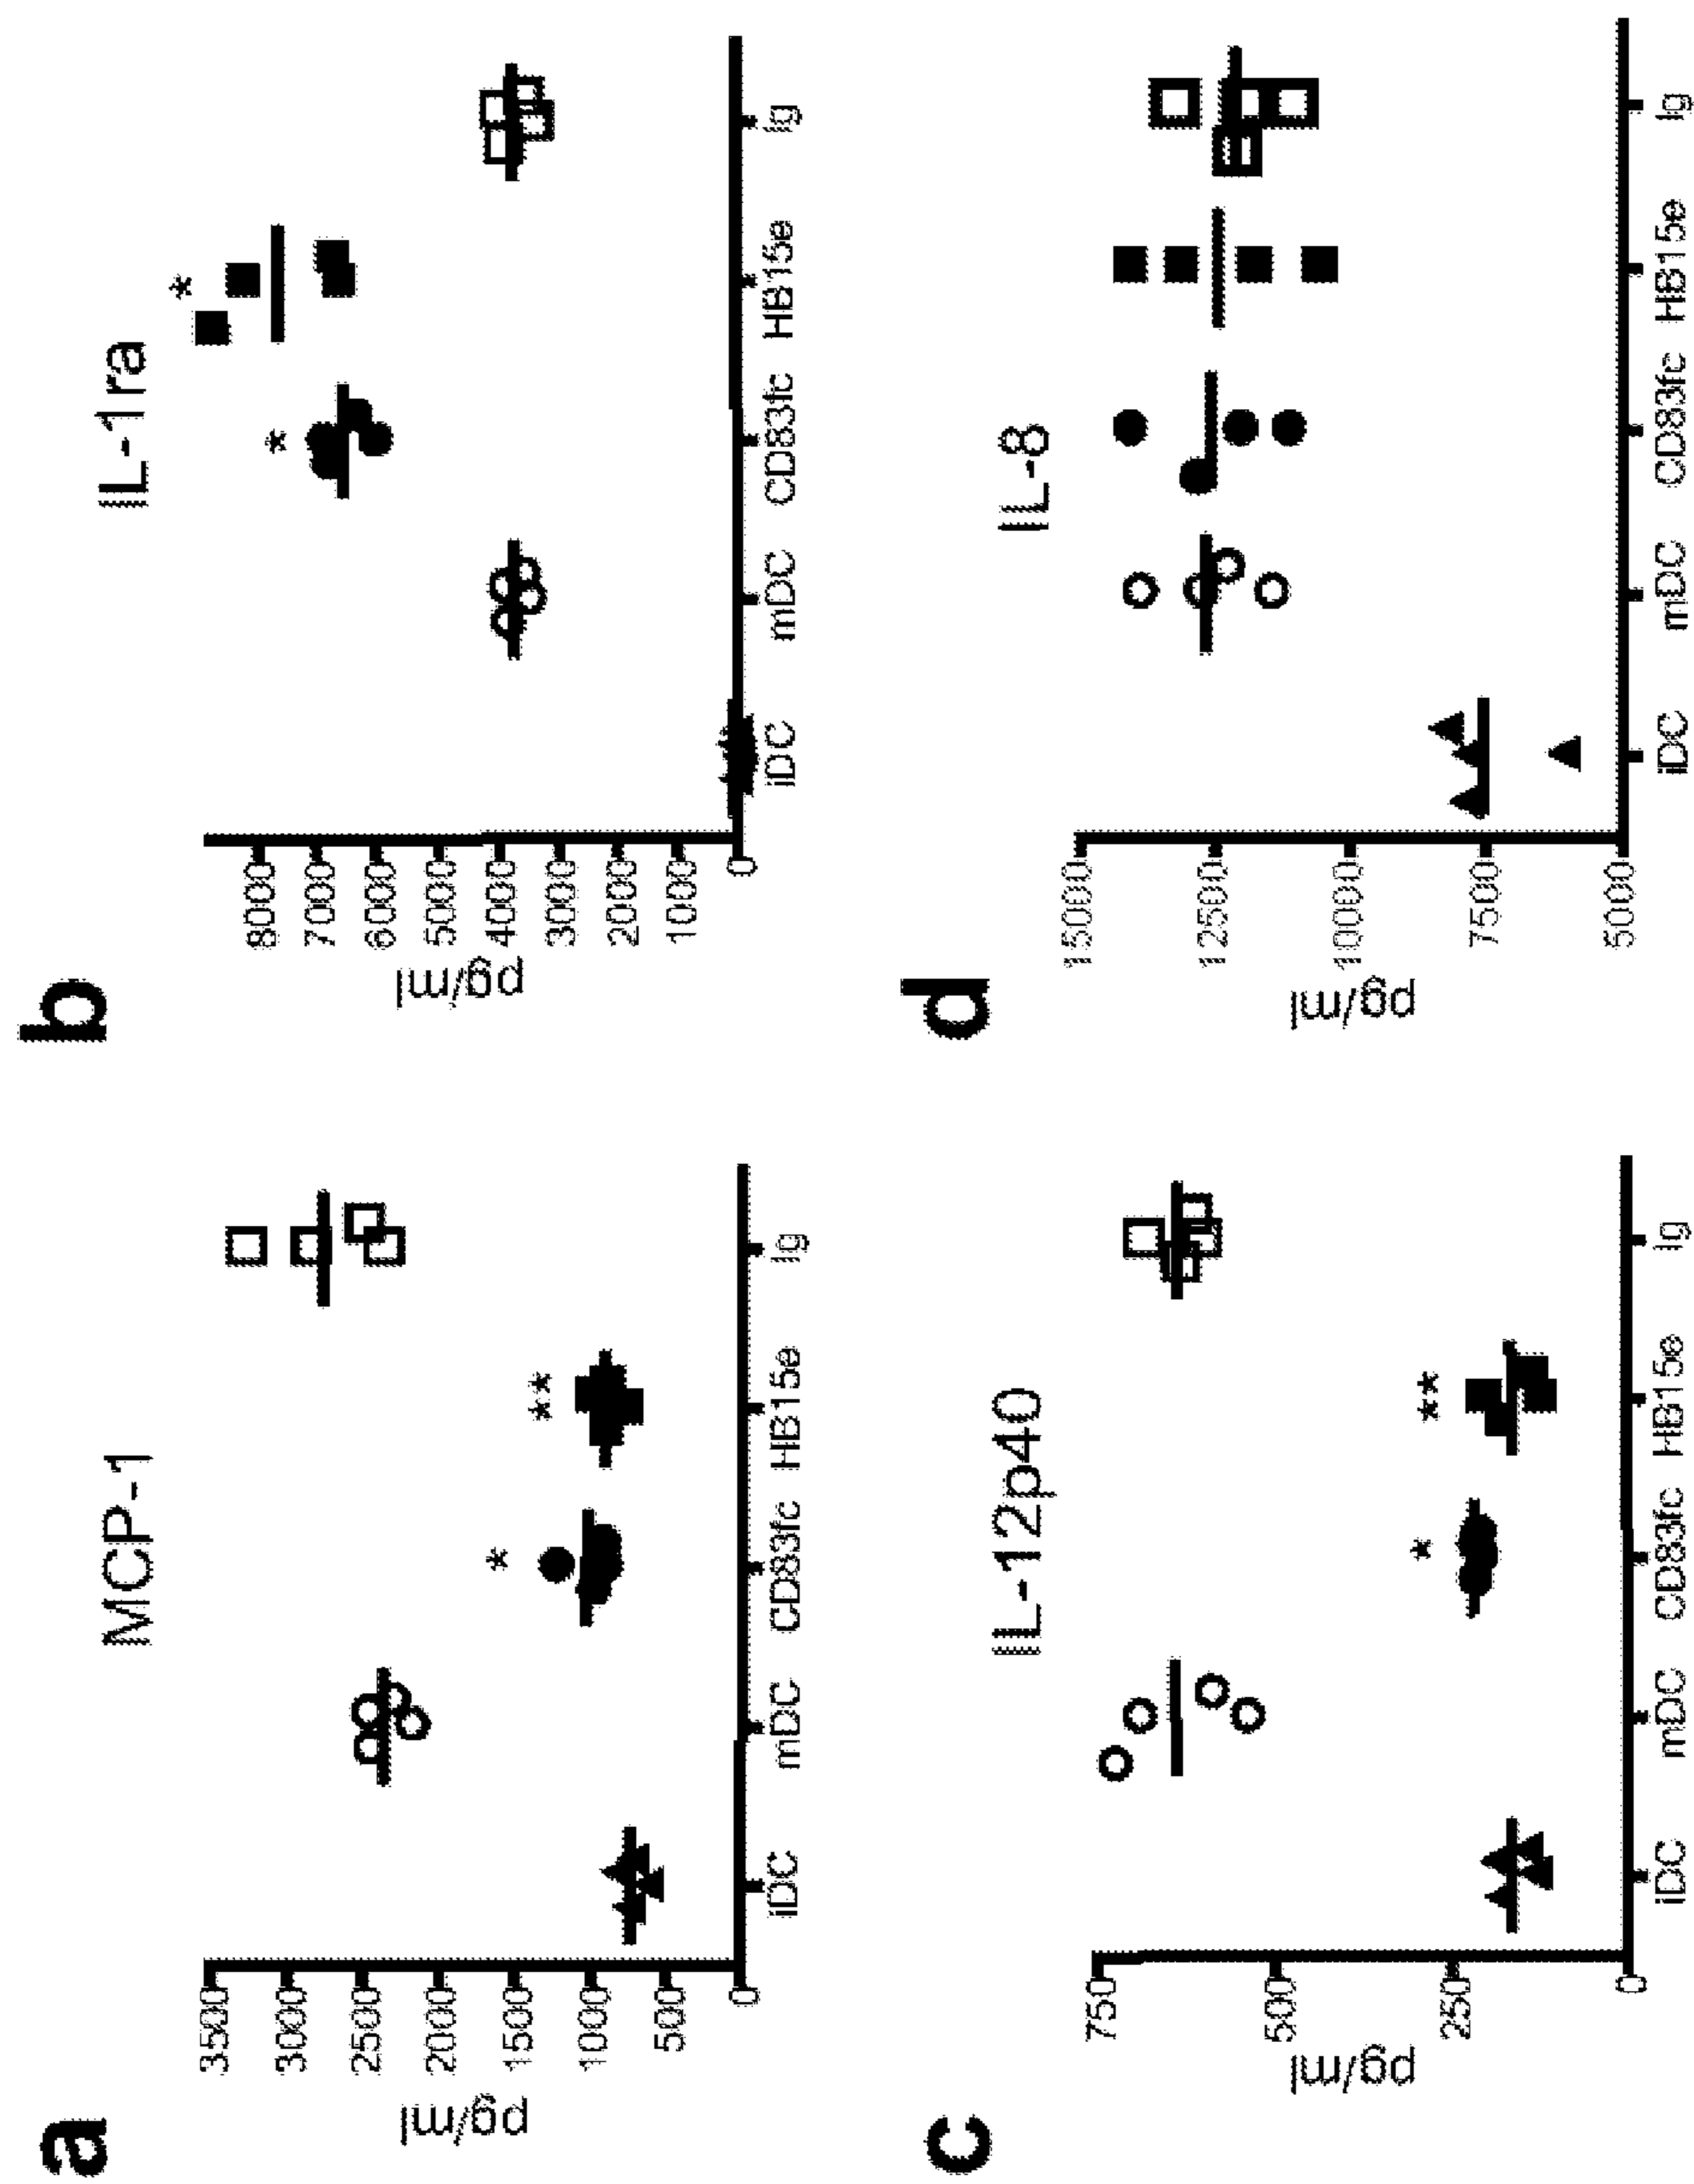 a
MCP-1
pg/ml
3500
3000
2500
2000
1500
1000
500
0
*
**
iDC mDC CD83fc HB15e Ig
b
IL-1ra
pg/ml
8000
7000
6000
5000
4000
3000
2000
1000
0
*
*
iDC mDC CD83fc HB15e Ig
c
IL-12p40
pg/ml
750
500
250
0
*
**
iDC mDC CD83fc HB15e Ig
d
IL-8
pg/ml
15000
12500
10000
7500
5000
iDC mDC CD83fc HB15e Ig